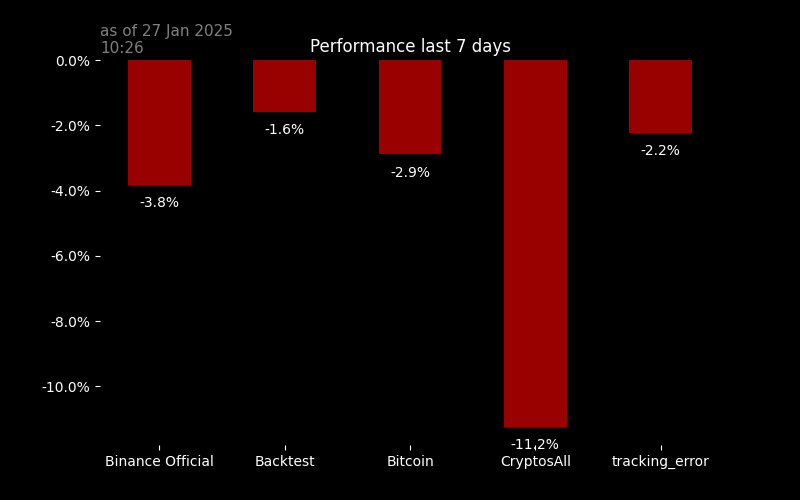 as of 27 Jan 2025
10:26
Performance last 7 days
0.0%
-2.0%
-4.0%
-6.0%
-8.0%
-10.0%
-3.8%
-1.6%
-2.9%
-11.2%
-2.2%
Binance Official
Backtest
Bitcoin
CryptosAll
tracking_error